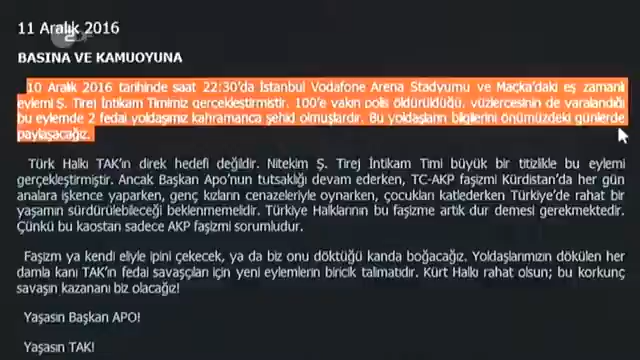 11 Aralık 2016
ZDF
BASINA VE KAMUOYUNA
10 Aralık 2016 tarihinde saat 22:30'da İstanbul Vodafone Arena Stadyumu ve Maçka'daki eş zamanlı
eylemi Ş. Tirej İntikam Timimiz gerçekleştirmiştir. 100'e yakın polis öldürüldüğü, yüzlercesinin de yaralandığı
bu eylemde 2 fedai yoldaşımız kahramanca şehid olmuşlardır. Bu yoldaşların bilgilerini önümüzdeki günlerde
paylaşacağız.
Türk Halkı TAK'ın direk hedefi değildir. Nitekim Ş. Tirej İntikam Timi büyük bir titizlikle bu eylemi
gerçekleştirmiştir. Ancak Başkan Apo'nun tutsaklığı devam ederken, TC-AKP faşizmi Kürdistan'da her gün
analara işkence yaparken, genç kızların cenazeleriyle oynarken, çocukları katlederken Türkiye'de rahat bir
yaşamın sürdürülebileceği beklenmemelidir. Türkiye Halklarının bu faşizme artık dur demesi gerekmektedir.
Çünkü bu kaostan sadece AKP faşizmi sorumludur.
Faşizm ya kendi eliyle ipini çekecek, ya da biz onu döktüğü kanda boğacağız. Yoldaşlarımızın dökülen her
damla kanı TAK'ın fedai savaşçıları için yeni eylemlerin biricik talimatıdır. Kürt Halkı rahat olsun; bu korkunç
savaşın kazananı biz olacağız!
Yaşasın Başkan APO!
Yaşasın TAK!